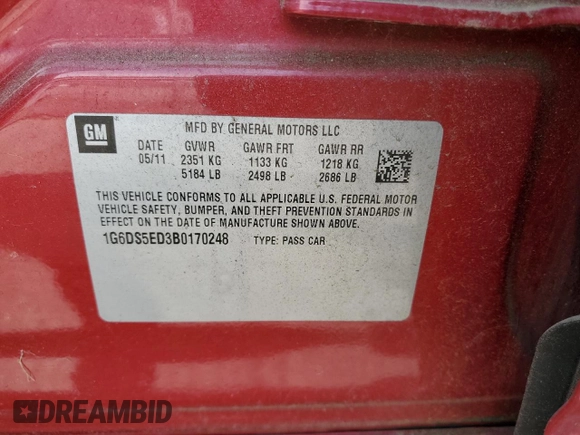 GM
MFD BY GENERAL MOTORS LLC
DATE GVWR GAWR FRT GAWR RR
05/11 2351 KG 1133 KG 1218 KG
5184 LB 2498 LB 2686 LB
THIS VEHICLE CONFORMS TO ALL APPLICABLE U.S. FEDERAL MOTOR
VEHICLE SAFETY, BUMPER, AND THEFT PREVENTION STANDARDS IN
EFFECT ON THE DATE OF MANUFACTURE SHOWN ABOVE.
1G6DS5ED3B0170248 TYPE: PASS CAR
DREAMBID